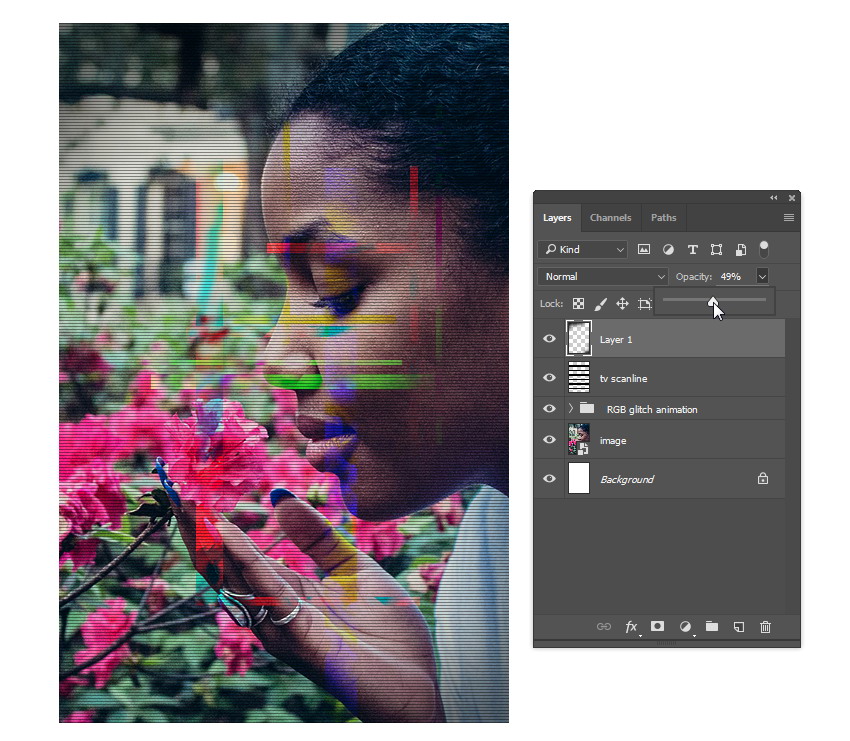 Layers Channels Paths
Kind
Normal Opacity: 49%
Lock:
Layer 1
tv scanline
RGB glitch animation
image
Background
fx